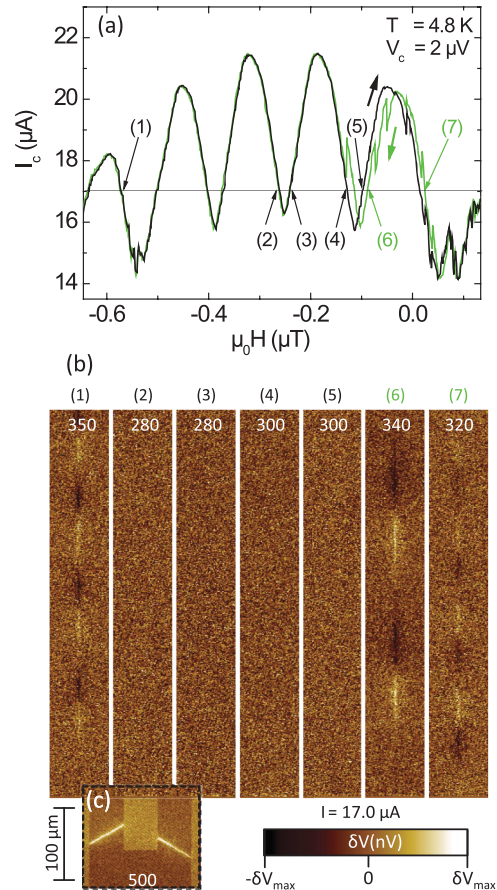 (a)
T = 4.8 K
V_c = 2 µV
22
20
18
16
14
I_c (µA)
(1)
(2)
(3)
(4)
(5)
(6)
(7)
-0.6
-0.4
-0.2
0.0
µ₀H (µT)
(b)
(1) (2) (3) (4) (5) (6) (7)
350 280 280 300 300 340 320
(c)
500
100 µm
I = 17.0 µA
δV(nV)
-δV_max 0 δV_max